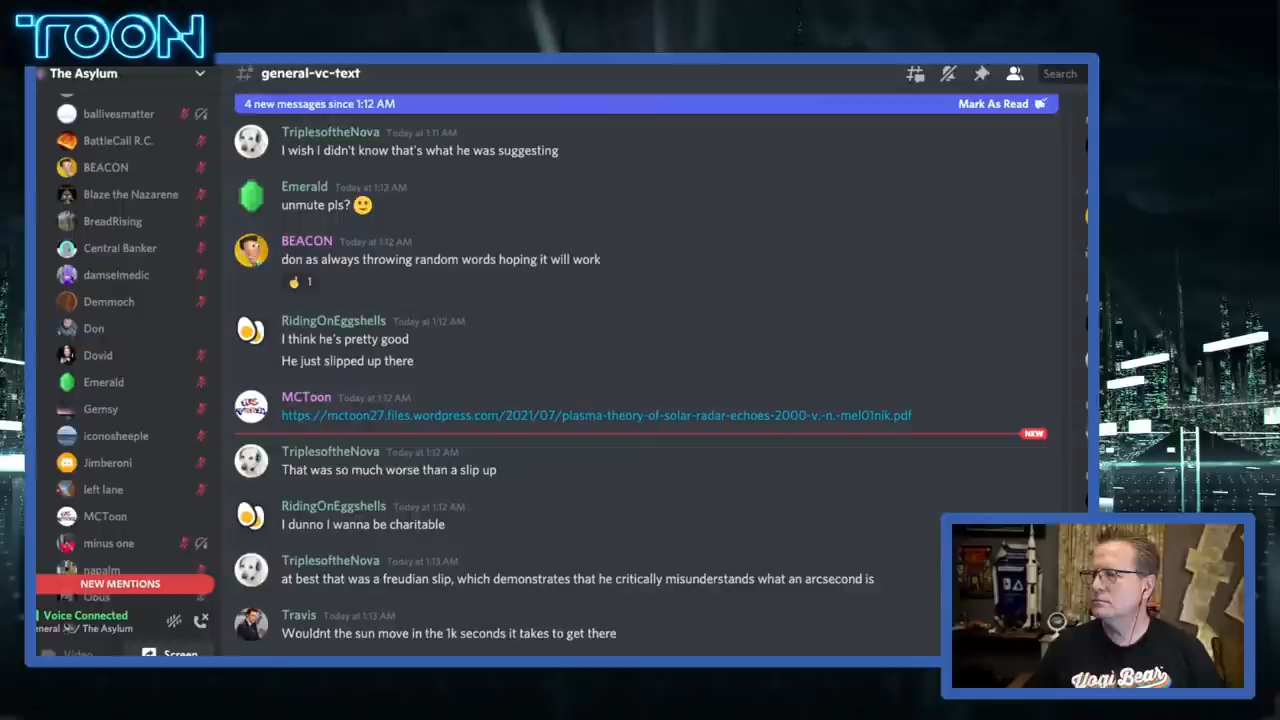 TOON
The Asylum
general-vc-text
Search
4 new messages since 1:12 AM
Mark As Read
ballivesmatter
BattleCall R.C.
BEACON
Blaze the Nazarene
BreadRising
Central Banker
damselmedic
Demmoch
Don
Dovid
Emerald
Gemsy
iconosheeple
Jimberoni
left lane
MCToon
minus one
napalm
NEW MENTIONS
Opus
Voice Connected
eneral / The Asylum
Video
Screen
TriplesoftheNova Today at 1:11 AM
I wish I didn't know that's what he was suggesting
Emerald Today at 1:12 AM
unmute pls? 🙂
BEACON Today at 1:12 AM
don as always throwing random words hoping it will work
1
RidingOnEggshells Today at 1:12 AM
I think he's pretty good
He just slipped up there
MCToon Today at 1:12 AM
https://mctoon27.files.wordpress.com/2021/07/plasma-theory-of-solar-radar-echoes-2000-v.-n.-mel01nik.pdf
NEW
TriplesoftheNova Today at 1:12 AM
That was so much worse than a slip up
RidingOnEggshells Today at 1:12 AM
I dunno I wanna be charitable
TriplesoftheNova Today at 1:13 AM
at best that was a freudian slip, which demonstrates that he critically misunderstands what an arcsecond is
Travis Today at 1:13 AM
Wouldnt the sun move in the 1k seconds it takes to get there
Yogi Bear